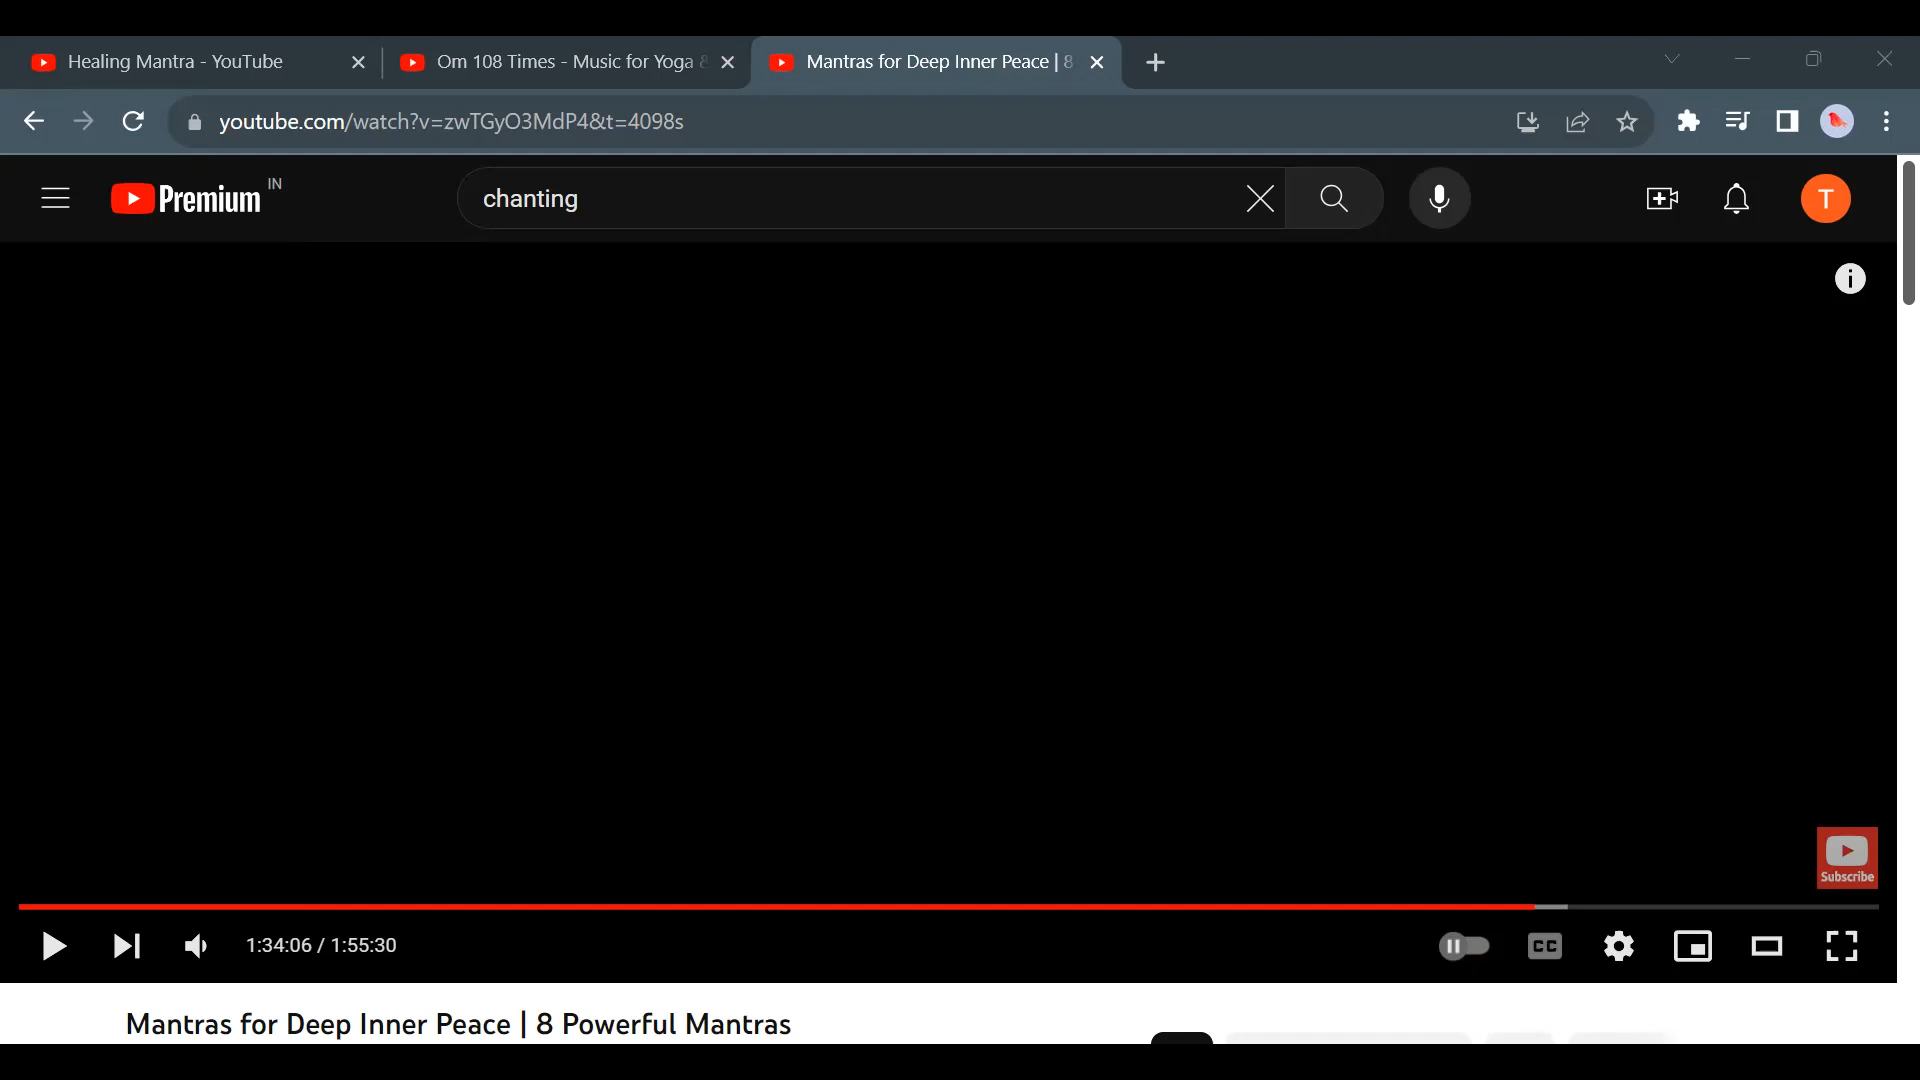 Healing Mantra - YouTube
Om 108 Times - Music for Yoga &
Mantras for Deep Inner Peace | 8
youtube.com/watch?v=zwTGyO3MdP4&t=4098s
Premium IN
chanting
T
Subscribe
1:34:06 / 1:55:30
CC
Mantras for Deep Inner Peace | 8 Powerful Mantras